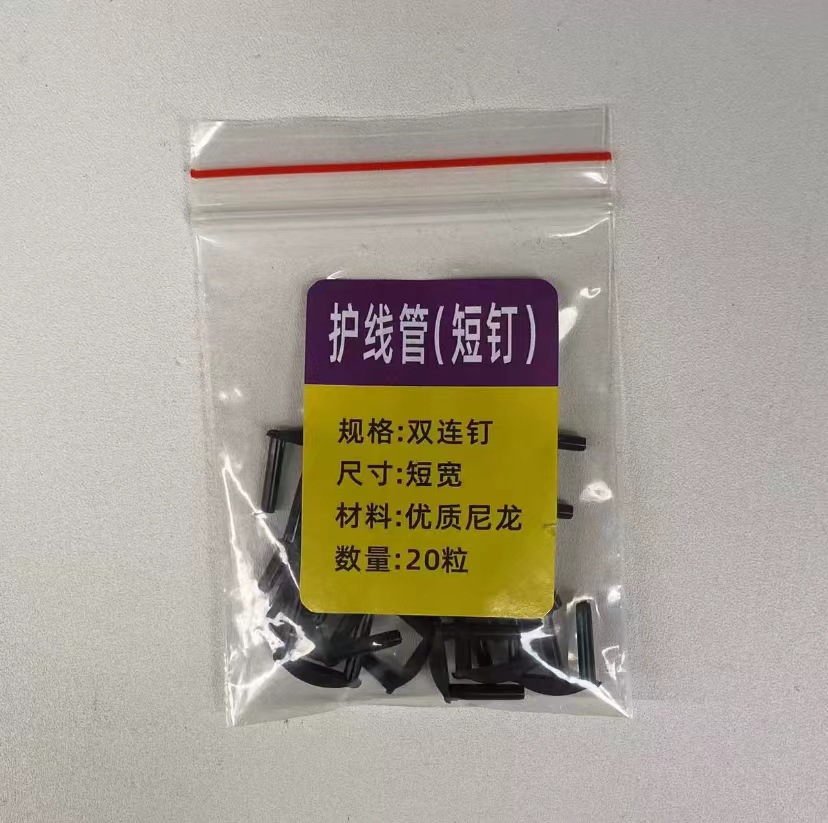 护线管(短钉)
规格:双连钉
尺寸:短宽
材料:优质尼龙
数量:20粒